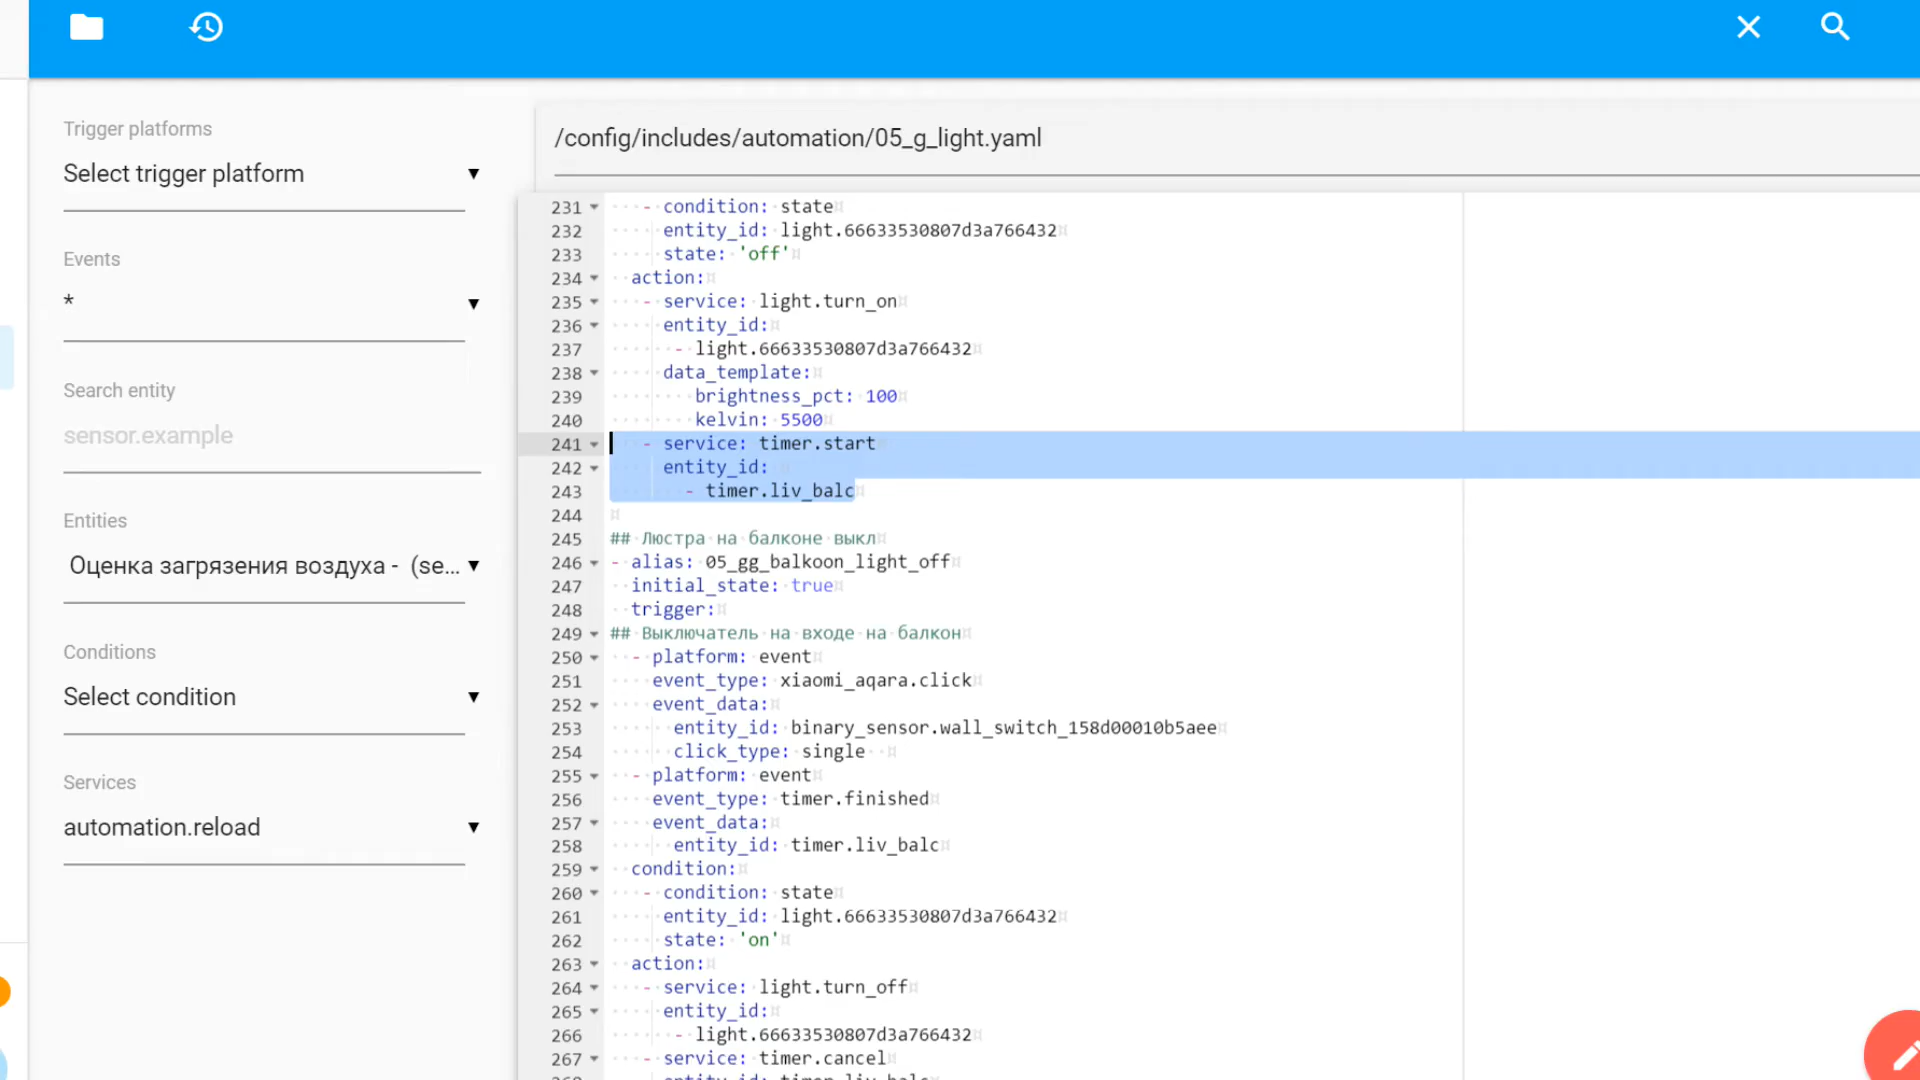 Trigger platforms
Select trigger platform
Events
*
Search entity
sensor.example
Entities
Оценка загрязнения воздуха - (se...
Conditions
Select condition
Services
automation.reload
/config/includes/automation/05_g_light.yaml
231 - condition: state
232 entity_id: light.66633530807d3a766432
233 state: 'off'
234 action:
235 - service: light.turn_on
236 entity_id:
237 - light.66633530807d3a766432
238 data_template:
239 brightness_pct: 100
240 kelvin: 5500
241 - service: timer.start
242 entity_id:
243 - timer.liv_balc
244
245 ## Люстра на балконе выкл
246 - alias: 05_gg_balkoon_light_off
247 initial_state: true
248 trigger:
249 ## Выключатель на входе на балкон
250 - platform: event
251 event_type: xiaomi_aqara.click
252 event_data:
253 entity_id: binary_sensor.wall_switch_158d00010b5aee
254 click_type: single
255 - platform: event
256 event_type: timer.finished
257 event_data:
258 entity_id: timer.liv_balc
259 condition:
260 - condition: state
261 entity_id: light.66633530807d3a766432
262 state: 'on'
263 action:
264 - service: light.turn_off
265 entity_id:
266 - light.66633530807d3a766432
267 - service: timer.cancel